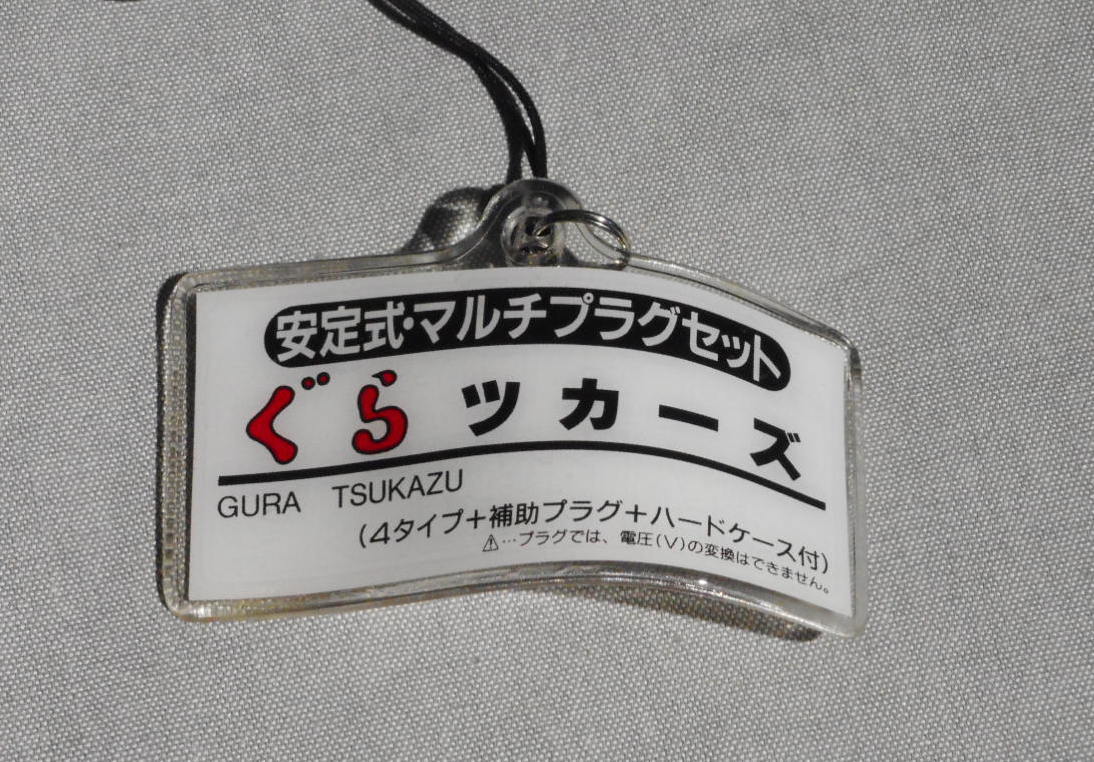 安定式・マルチプラグセット
ぐらツカーズ
GURA TSUKAZU
(4タイプ+補助プラグ+ハードケース付)
⚠…プラグでは、電圧(V)の変換はできません。